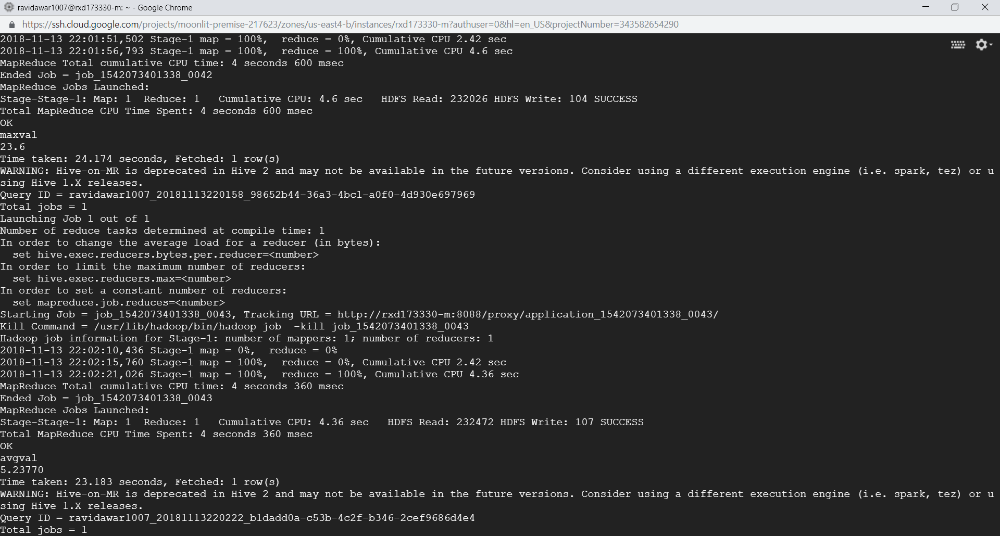 ravidawar1007@rxd173330-m: ~ - Google Chrome
https://ssh.cloud.google.com/projects/moonlit-premise-217623/zones/us-east4-b/instances/rxd173330-m?authuser=0&hl=en_US&projectNumber=343582654290
2018-11-13 22:01:51,502 Stage-1 map = 100%,  reduce = 0%, Cumulative CPU 2.42 sec
2018-11-13 22:01:56,793 Stage-1 map = 100%,  reduce = 100%, Cumulative CPU 4.6 sec
MapReduce Total cumulative CPU time: 4 seconds 600 msec
Ended Job = job_1542073401338_0042
MapReduce Jobs Launched:
Stage-Stage-1: Map: 1  Reduce: 1   Cumulative CPU: 4.6 sec   HDFS Read: 232026 HDFS Write: 104 SUCCESS
Total MapReduce CPU Time Spent: 4 seconds 600 msec
OK
maxval
23.6
Time taken: 24.174 seconds, Fetched: 1 row(s)
WARNING: Hive-on-MR is deprecated in Hive 2 and may not be available in the future versions. Consider using a different execution engine (i.e. spark, tez) or u
sing Hive 1.X releases.
Query ID = ravidawar1007_20181113220158_98652b44-36a3-4bc1-a0f0-4d930e697969
Total jobs = 1
Launching Job 1 out of 1
Number of reduce tasks determined at compile time: 1
In order to change the average load for a reducer (in bytes):
  set hive.exec.reducers.bytes.per.reducer=<number>
In order to limit the maximum number of reducers:
  set hive.exec.reducers.max=<number>
In order to set a constant number of reducers:
  set mapreduce.job.reduces=<number>
Starting Job = job_1542073401338_0043, Tracking URL = http://rxd173330-m:8088/proxy/application_1542073401338_0043/
Kill Command = /usr/lib/hadoop/bin/hadoop job  -kill job_1542073401338_0043
Hadoop job information for Stage-1: number of mappers: 1; number of reducers: 1
2018-11-13 22:02:10,436 Stage-1 map = 0%,  reduce = 0%
2018-11-13 22:02:15,760 Stage-1 map = 100%,  reduce = 0%, Cumulative CPU 2.42 sec
2018-11-13 22:02:21,026 Stage-1 map = 100%,  reduce = 100%, Cumulative CPU 4.36 sec
MapReduce Total cumulative CPU time: 4 seconds 360 msec
Ended Job = job_1542073401338_0043
MapReduce Jobs Launched:
Stage-Stage-1: Map: 1  Reduce: 1   Cumulative CPU: 4.36 sec   HDFS Read: 232472 HDFS Write: 107 SUCCESS
Total MapReduce CPU Time Spent: 4 seconds 360 msec
OK
avgval
5.23770
Time taken: 23.183 seconds, Fetched: 1 row(s)
WARNING: Hive-on-MR is deprecated in Hive 2 and may not be available in the future versions. Consider using a different execution engine (i.e. spark, tez) or u
sing Hive 1.X releases.
Query ID = ravidawar1007_20181113220222_b1dadd0a-c53b-4c2f-b346-2cef9686d4e4
Total jobs = 1